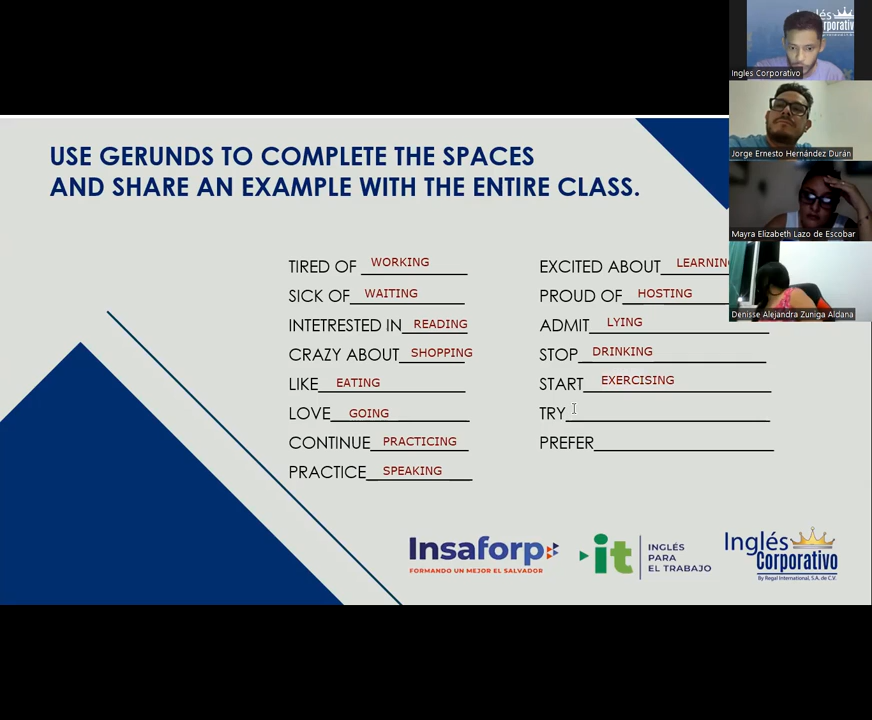 Inglés
Corporativo
Ingles Corporativo
Jorge Ernesto Hernández Durán
Mayra Elizabeth Lazo de Escobar
Denisse Alejandra Zuniga Aldana
USE GERUNDS TO COMPLETE THE SPACES
AND SHARE AN EXAMPLE WITH THE ENTIRE CLASS.
TIRED OF WORKING
SICK OF WAITING
INTETRESTED IN READING
CRAZY ABOUT SHOPPING
LIKE EATING
LOVE GOING
CONTINUE PRACTICING
PRACTICE SPEAKING
EXCITED ABOUT LEARNING
PROUD OF HOSTING
ADMIT LYING
STOP DRINKING
START EXERCISING
TRY
PREFER
Insaforp
FORMANDO UN MEJOR EL SALVADOR
it
INGLÉS
PARA
EL TRABAJO
Inglés
Corporativo
By Regal International, S.A. de C.V.